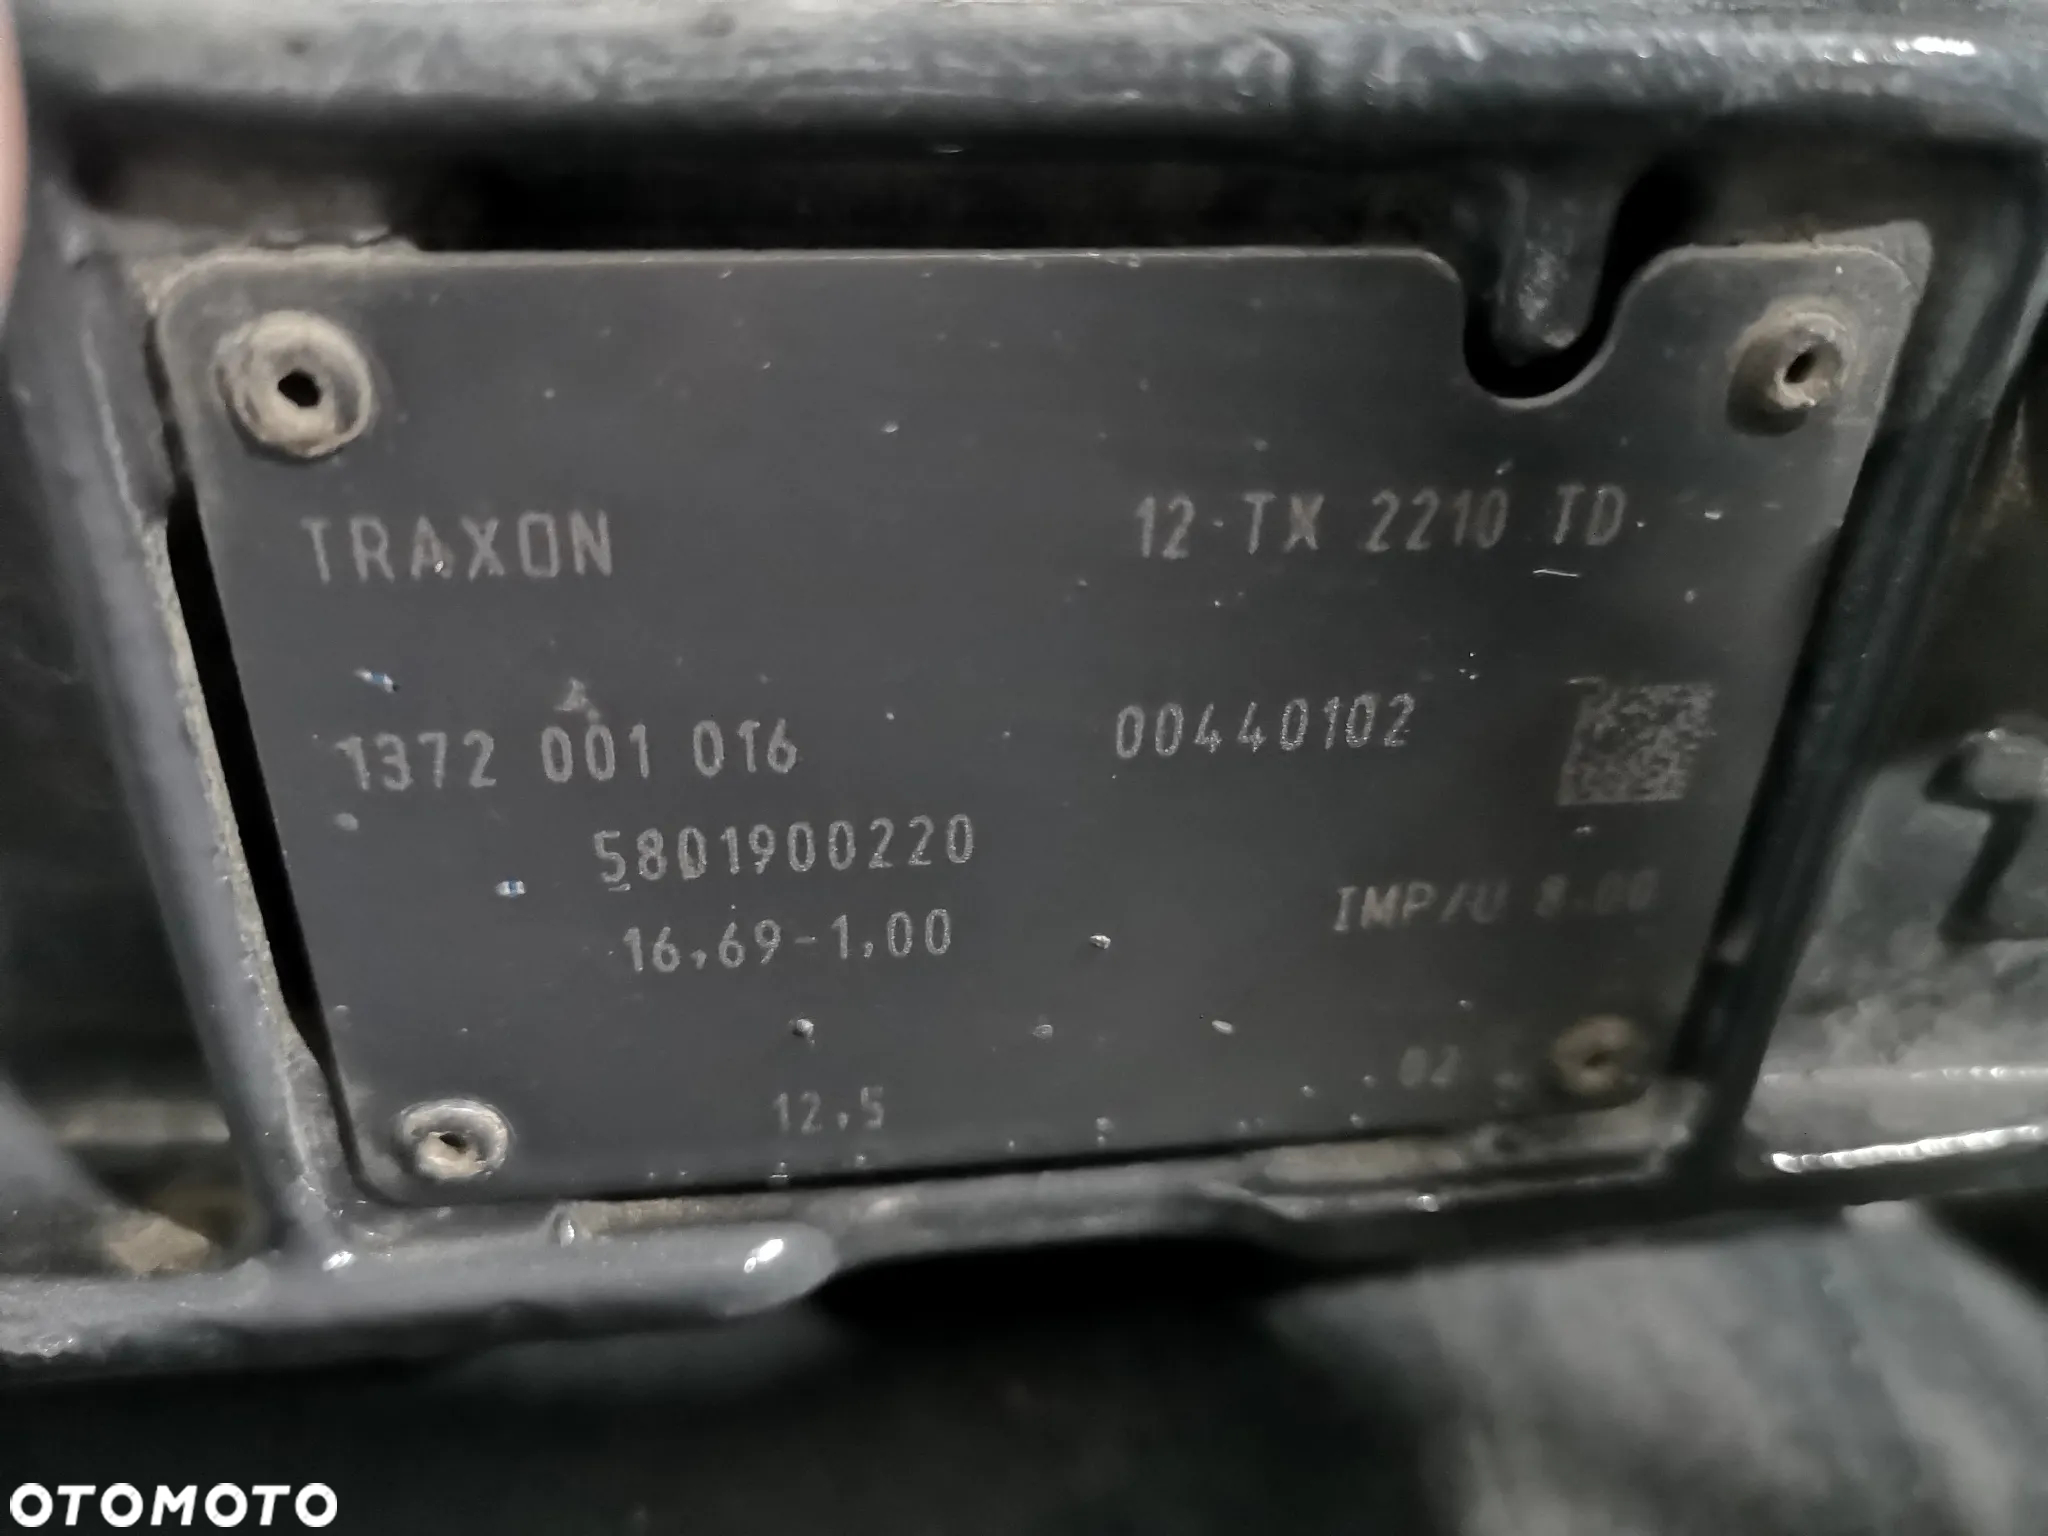 TRAXON 12 TX 2210 TD
1372 001 016 00440102
5801900220
16,69-1,00 IMP/U 8.00
12,5 02
OTOMOTO